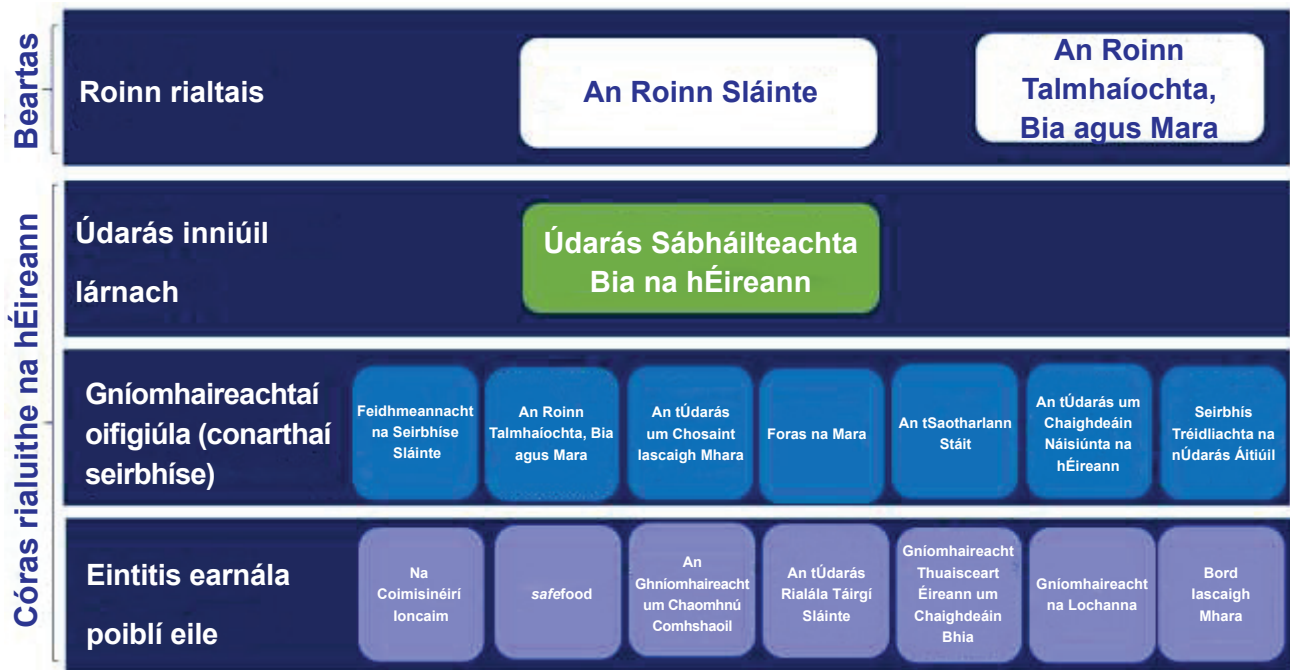 Beartas
Roinn rialtais
An Roinn Sláinte
An Roinn
Talmhaíochta,
Bia agus Mara
Córas rialuithe na hÉireann
Údarás inniúil
lárnach
Údarás Sábháilteachta
Bia na hÉireann
Gníomhaireachtaí
oifigiúla (conarthaí
seirbhíse)
Feidhmeannacht
na Seirbhíse
Sláinte
An Roinn
Talmhaíochta, Bia
agus Mara
An tÚdarás
um Chosaint
Iascaigh Mhara
Foras na Mara
An tSaotharlann
Stáit
An tÚdarás um
Chaighdeáin
Náisiúnta na
hÉireann
Seirbhís
Tréidliachta na
nÚdarás Áitiúil
Eintitis earnála
poiblí eile
Na
Coimisinéirí
Ioncaim
safefood
An
Ghníomhaireacht
um Chaomhnú
Comhshaoil
An tÚdarás
Rialála Táirgí
Sláinte
Gníomhaireacht
Thuaisceart
Éireann um
Chaighdeáin
Bhia
Gníomhaireacht
na Lochanna
Bord
Iascaigh
Mhara